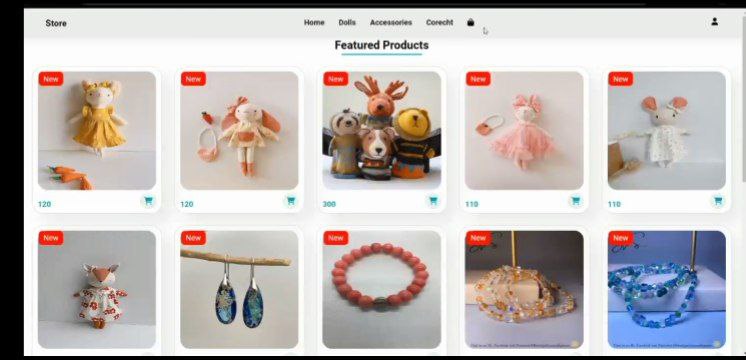 Store
Home Dolls Accessories Corecht
Featured Products
New New New New New
120 120 300 110 110
New New New New New